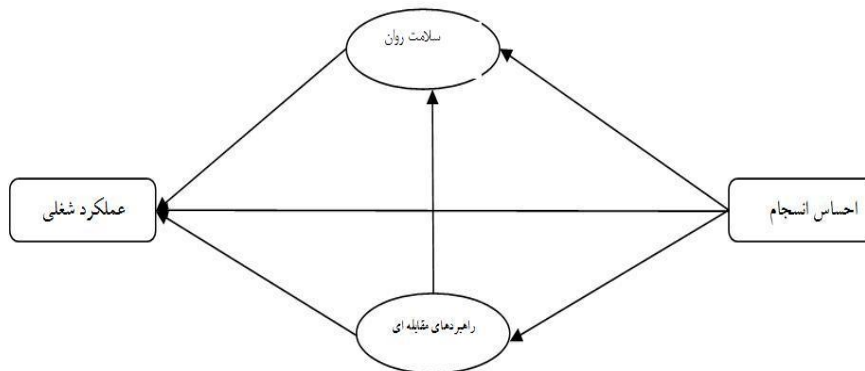 سلامت روان
احساس انسجام
عملکرد شغلی
راهبردهای مقابله ای